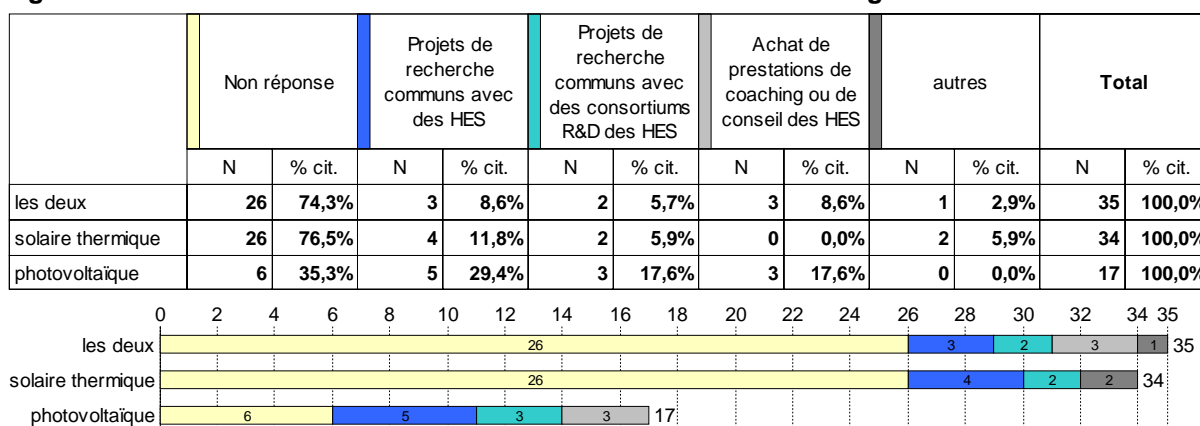 Non réponse
Projets de
recherche
communs avec
des HES
Projets de
recherche
communs avec
des consortiums
R&D des HES
Achat de
prestations de
coaching ou de
conseil des HES
autres
Total
N % cit. N % cit. N % cit. N % cit. N % cit. N % cit.
les deux 26 74,3% 3 8,6% 2 5,7% 3 8,6% 1 2,9% 35 100,0%
solaire thermique 26 76,5% 4 11,8% 2 5,9% 0 0,0% 2 5,9% 34 100,0%
photovoltaïque 6 35,3% 5 29,4% 3 17,6% 3 17,6% 0 0,0% 17 100,0%
0 2 4 6 8 10 12 14 16 18 20 22 24 26 28 30 32 34 35
les deux 26 3 2 3 1 35
solaire thermique 26 4 2 2 34
photovoltaïque 6 5 3 3 17